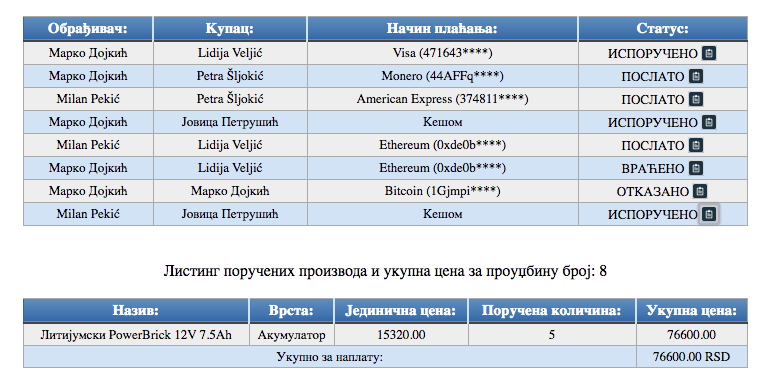 Обрађивач: Купац: Начин плаћања: Статус:
Марко Дојкић Lidija Veljić Visa (471643****) ИСПОРУЧЕНО
Марко Дојкић Petra Šljokić Monero (44AFFq****) ПОСЛАТО
Milan Pekić Petra Šljokić American Express (374811****) ПОСЛАТО
Марко Дојкић Јовица Петрушић Кешом ИСПОРУЧЕНО
Milan Pekić Lidija Veljić Ethereum (0xde0b****) ПОСЛАТО
Марко Дојкић Lidija Veljić Ethereum (0xde0b****) ВРАЋЕНО
Марко Дојкић Марко Дојкић Bitcoin (1Gjmpi****) ОТКАЗАНО
Milan Pekić Јовица Петрушић Кешом ИСПОРУЧЕНО
Листинг поручених производа и укупна цена за проуџбину број: 8
Назив: Врста: Јединична цена: Поручена количина: Укупна цена:
Литијумски PowerBrick 12V 7.5Ah Акумулатор 15320.00 5 76600.00
Укупно за наплату: 76600.00 RSD